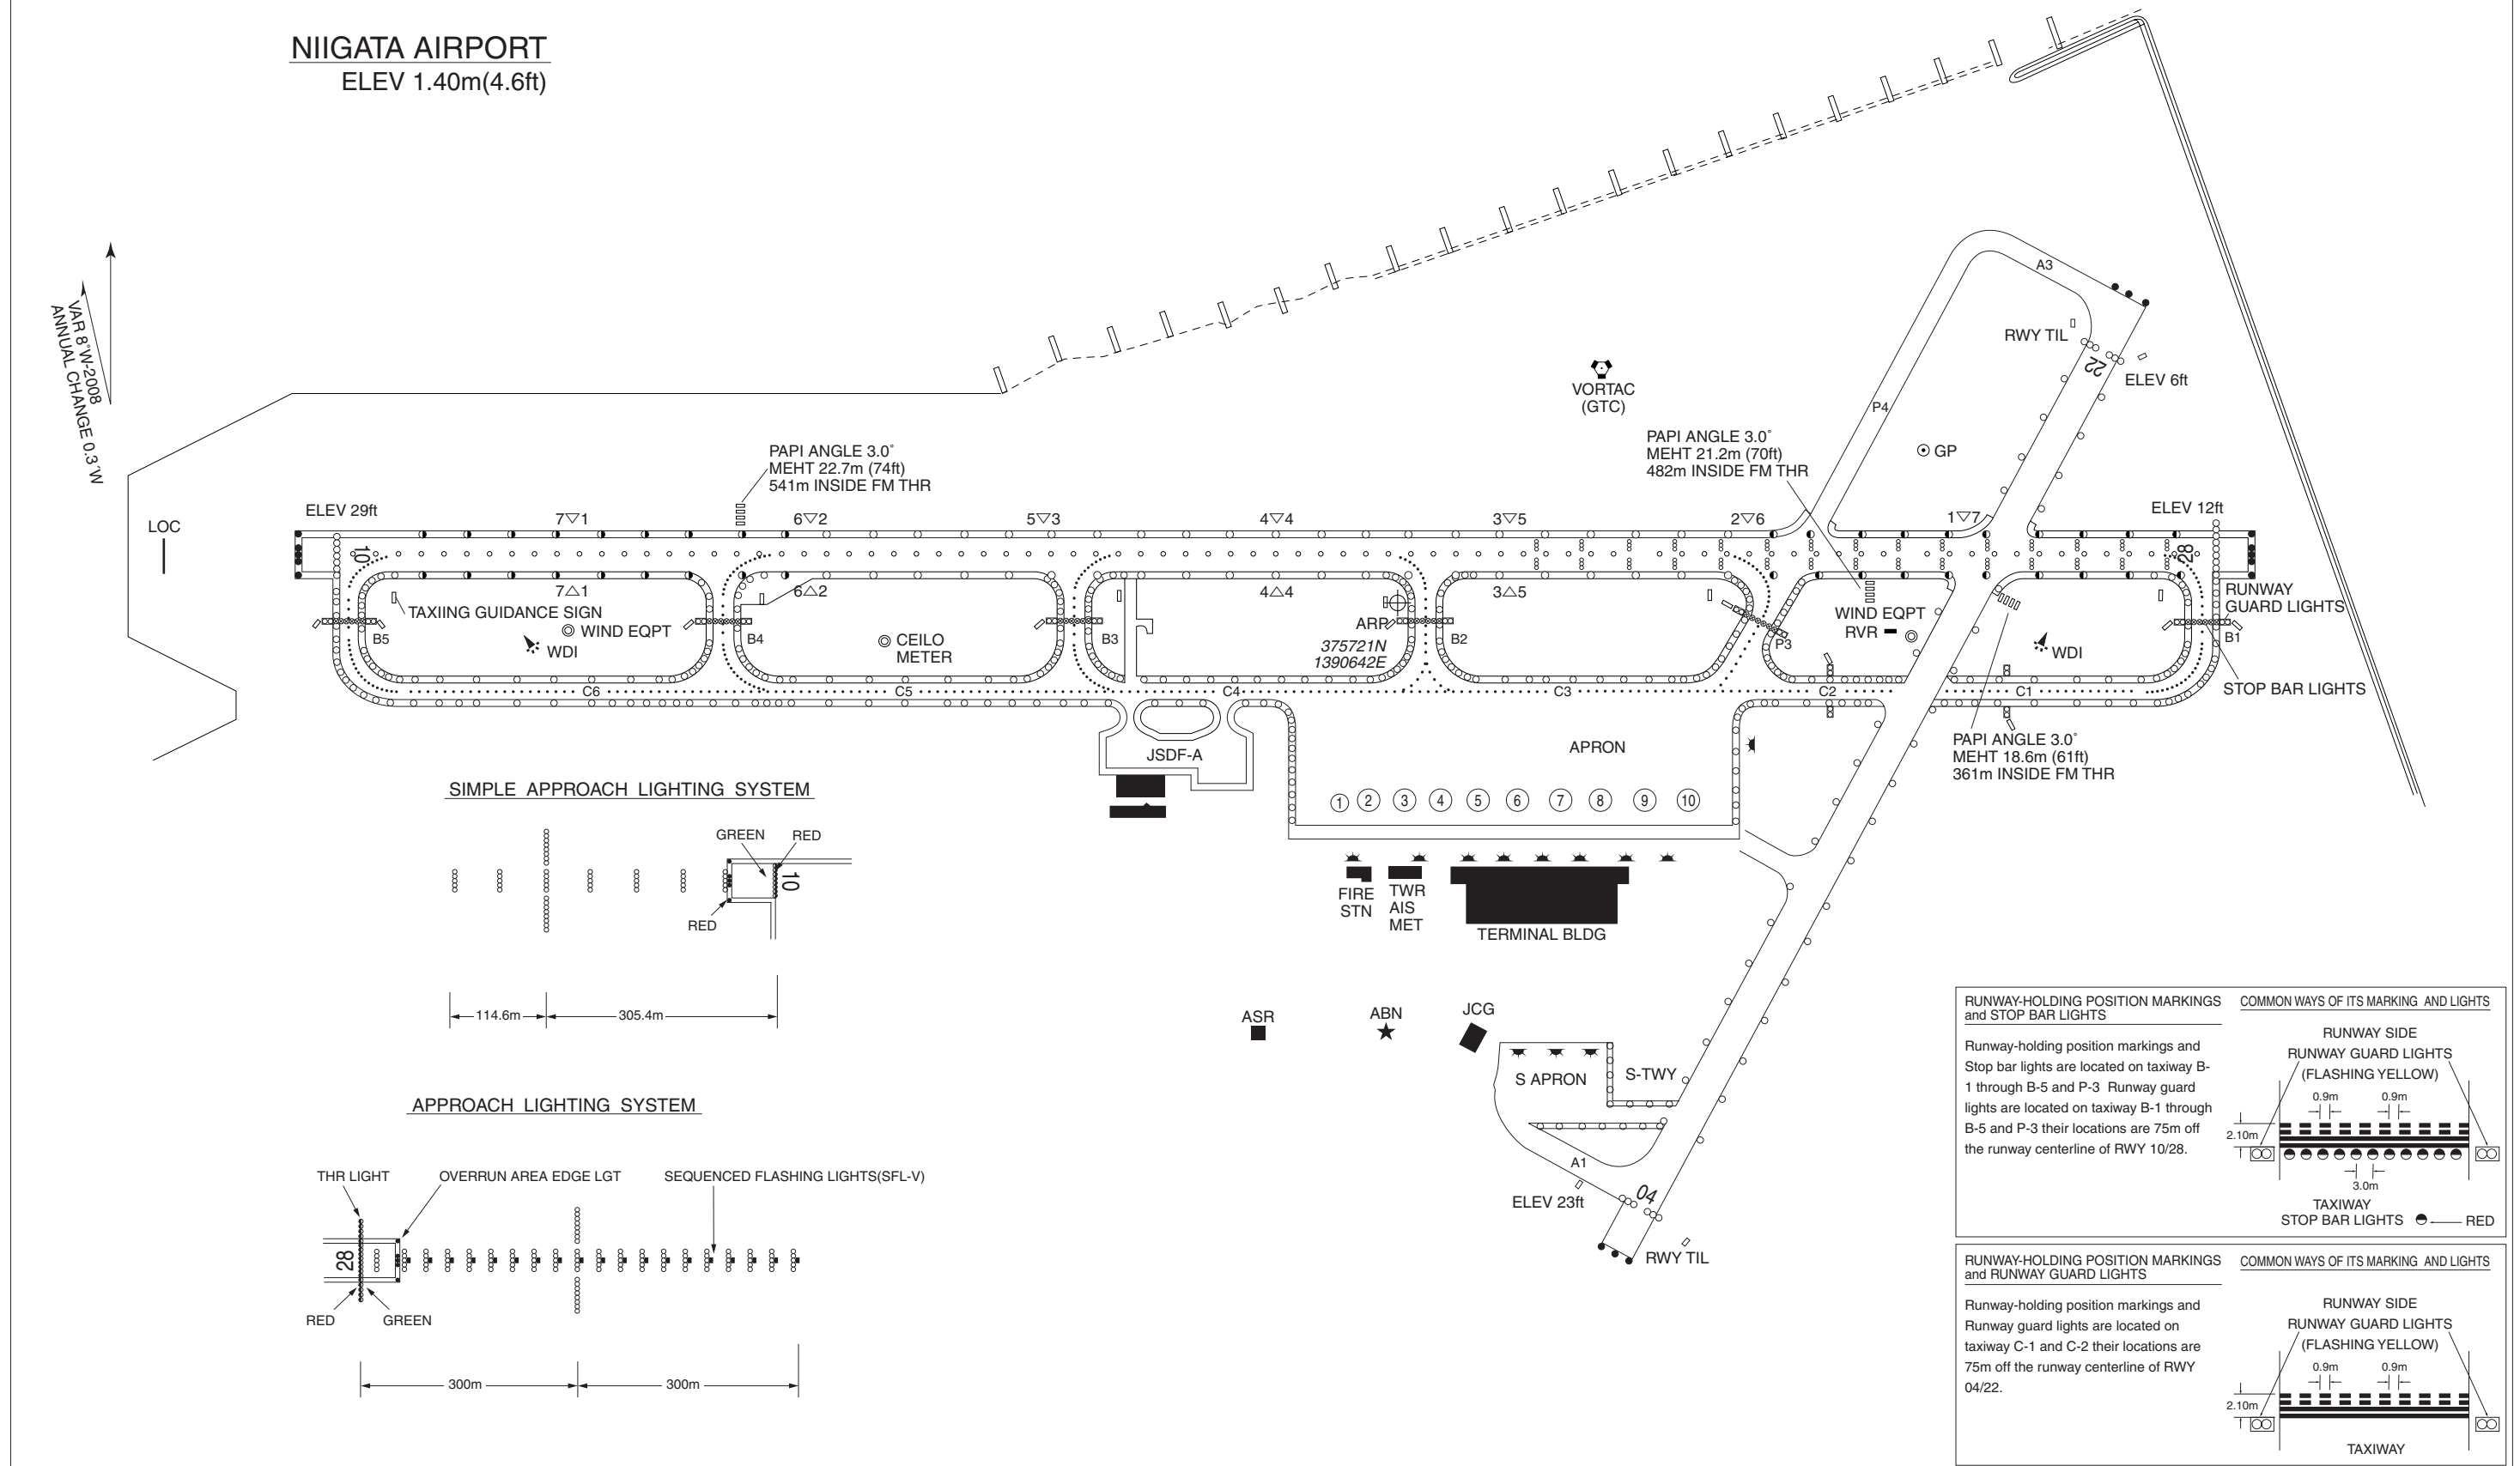 NIIGATA AIRPORT
ELEV 1.40m(4.6ft)
VAR 8°W-2008
ANNUAL CHANGE 0.3´W
A3
RWY TIL
22
ELEV 6ft
VORTAC
(GTC)
P4
GP
PAPI ANGLE 3.0°
MEHT 22.7m (74ft)
541m INSIDE FM THR
PAPI ANGLE 3.0°
MEHT 21.2m (70ft)
482m INSIDE FM THR
LOC
ELEV 29ft
7▽1
6▽2
5▽3
4▽4
3▽5
2▽6
1▽7
ELEV 12ft
10
28
7△1
6△2
4△4
3△5
TAXIING GUIDANCE SIGN
WIND EQPT
WDI
B5
B4
CEILO
METER
B3
ARP
375721N
1390642E
B2
P3
WIND EQPT
RVR
WDI
B1
RUNWAY
GUARD LIGHTS
STOP BAR LIGHTS
C6
C5
C4
C3
C2
C1
JSDF-A
APRON
PAPI ANGLE 3.0°
MEHT 18.6m (61ft)
361m INSIDE FM THR
1 2 3 4 5 6 7 8 9 10
SIMPLE APPROACH LIGHTING SYSTEM
GREEN
RED
10
RED
114.6m
305.4m
FIRE
STN
TWR
AIS
MET
TERMINAL BLDG
ASR
ABN
JCG
S APRON
S-TWY
A1
ELEV 23ft
04
RWY TIL
APPROACH LIGHTING SYSTEM
THR LIGHT
OVERRUN AREA EDGE LGT
SEQUENCED FLASHING LIGHTS(SFL-V)
28
RED
GREEN
300m
300m
RUNWAY-HOLDING POSITION MARKINGS
and STOP BAR LIGHTS
Runway-holding position markings and
Stop bar lights are located on taxiway B-
1 through B-5 and P-3 Runway guard
lights are located on taxiway B-1 through
B-5 and P-3 their locations are 75m off
the runway centerline of RWY 10/28.
COMMON WAYS OF ITS MARKING AND LIGHTS
RUNWAY SIDE
RUNWAY GUARD LIGHTS
(FLASHING YELLOW)
0.9m
0.9m
2.10m
3.0m
TAXIWAY
STOP BAR LIGHTS
RED
RUNWAY-HOLDING POSITION MARKINGS
and RUNWAY GUARD LIGHTS
Runway-holding position markings and
Runway guard lights are located on
taxiway C-1 and C-2 their locations are
75m off the runway centerline of RWY
04/22.
COMMON WAYS OF ITS MARKING AND LIGHTS
RUNWAY SIDE
RUNWAY GUARD LIGHTS
(FLASHING YELLOW)
0.9m
0.9m
2.10m
TAXIWAY